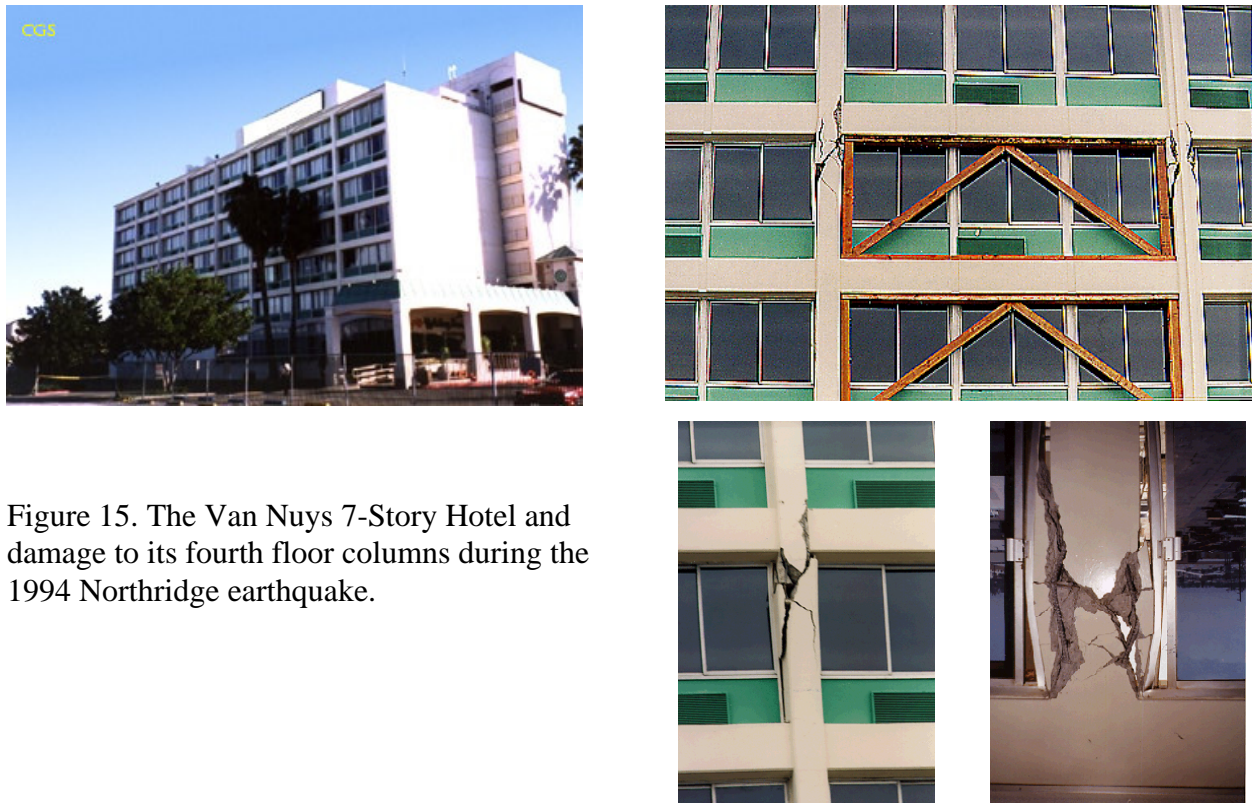 CGS
Figure 15. The Van Nuys 7-Story Hotel and
damage to its fourth floor columns during the
1994 Northridge earthquake.